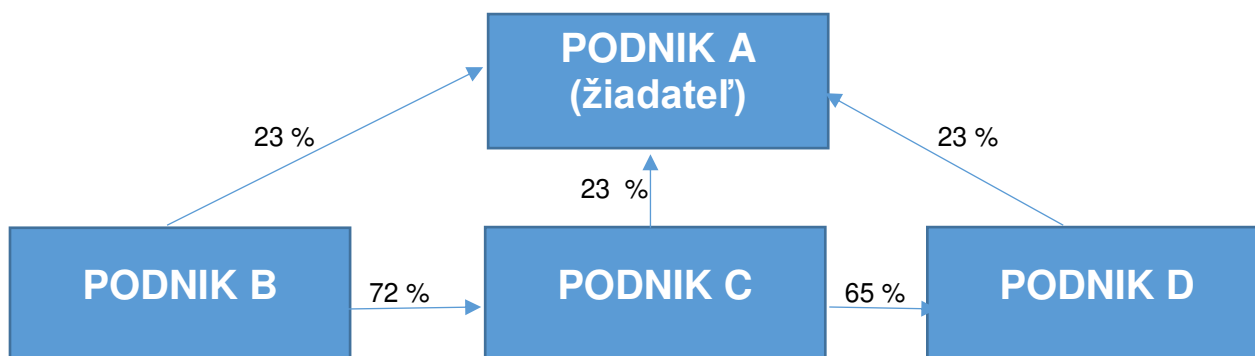 PODNIK A
(žiadateľ)
23 %
23 %
23 %
PODNIK B
72 %
PODNIK C
65 %
PODNIK D